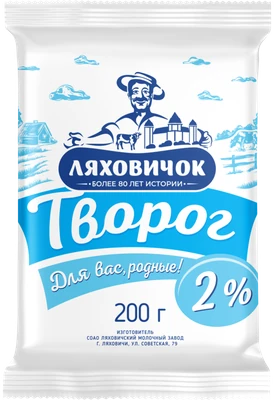 ЛЯХОВИЧОК
БОЛЕЕ 80 ЛЕТ ИСТОРИИ
Творог
Для вас, родные!
2%
200 г
ИЗГОТОВИТЕЛЬ
СОАО ЛЯХОВИЧСКИЙ МОЛОЧНЫЙ ЗАВОД
Г. ЛЯХОВИЧИ, УЛ. СОВЕТСКАЯ, 79